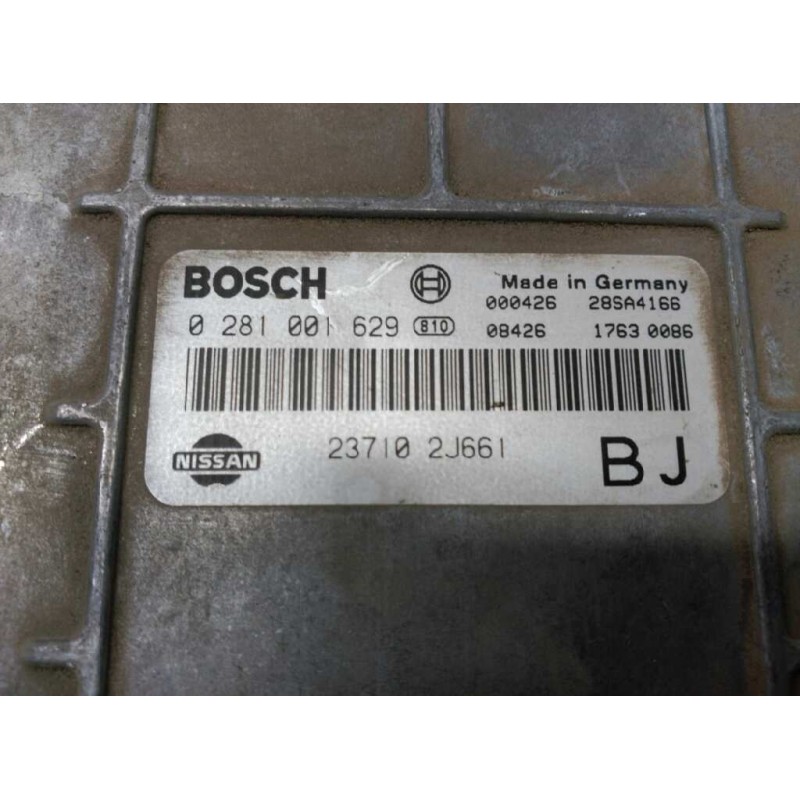 BOSCH Made in Germany
000426 28SA4166
0 281 001 629 810 08426 1763 0086
NISSAN 23710 2J661 BJ